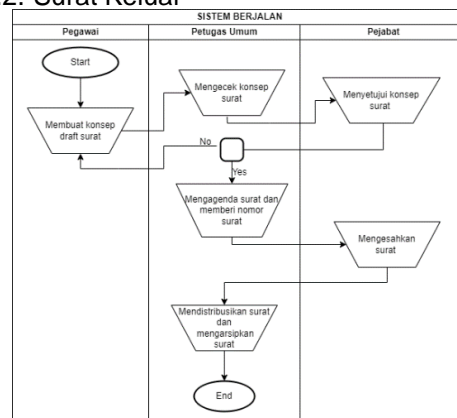 .2. Surat Keluar
SISTEM BERJALAN
Pegawai
Petugas Umum
Pejabat
Start
Mengecek konsep
surat
Menyetujui konsep
surat
Membuat konsep
draft surat
No
Yes
Mengagenda surat dan
memberi nomor
surat
Mengesahkan
surat
Mendistribusikan surat
dan
mengarsipkan
surat
End